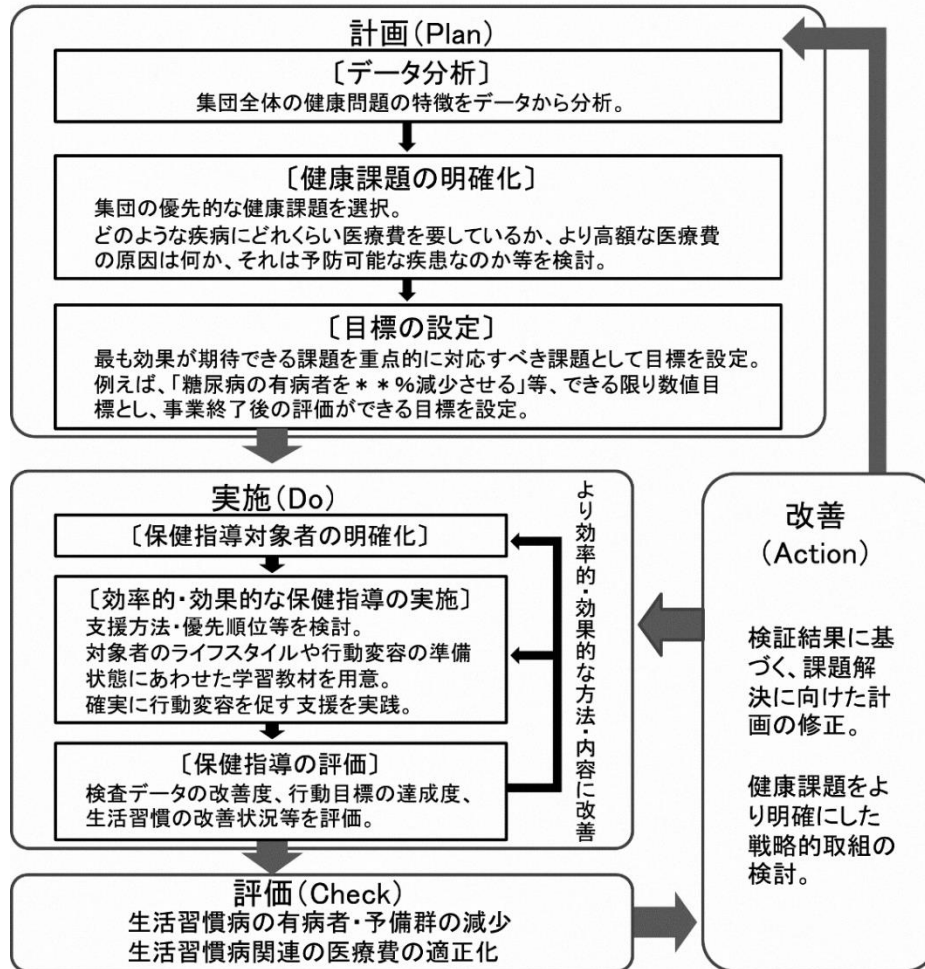 計画(Plan)
〔データ分析〕
集団全体の健康問題の特徴をデータから分析。
〔健康課題の明確化〕
集団の優先的な健康課題を選択。
どのような疾病にどれくらい医療費を要しているか、より高額な医療費
の原因は何か、それは予防可能な疾患なのか等を検討。
〔目標の設定〕
最も効果が期待できる課題を重点的に対応すべき課題として目標を設定。
例えば、「糖尿病の有病者を＊＊%減少させる」等、できる限り数値目
標とし、事業終了後の評価ができる目標を設定。
実施(Do)
〔保健指導対象者の明確化〕
〔効率的・効果的な保健指導の実施〕
支援方法・優先順位等を検討。
対象者のライフスタイルや行動変容の準備
状態にあわせた学習教材を用意。
確実に行動変容を促す支援を実践。
〔保健指導の評価〕
検査データの改善度、行動目標の達成度、
生活習慣の改善状況等を評価。
より効率的・効果的な方法・内容に改善
評価(Check)
生活習慣病の有病者・予備群の減少
生活習慣病関連の医療費の適正化
改善
(Action)
検証結果に基
づく、課題解
決に向けた計
画の修正。
健康課題をよ
り明確にした
戦略的取組の
検討。